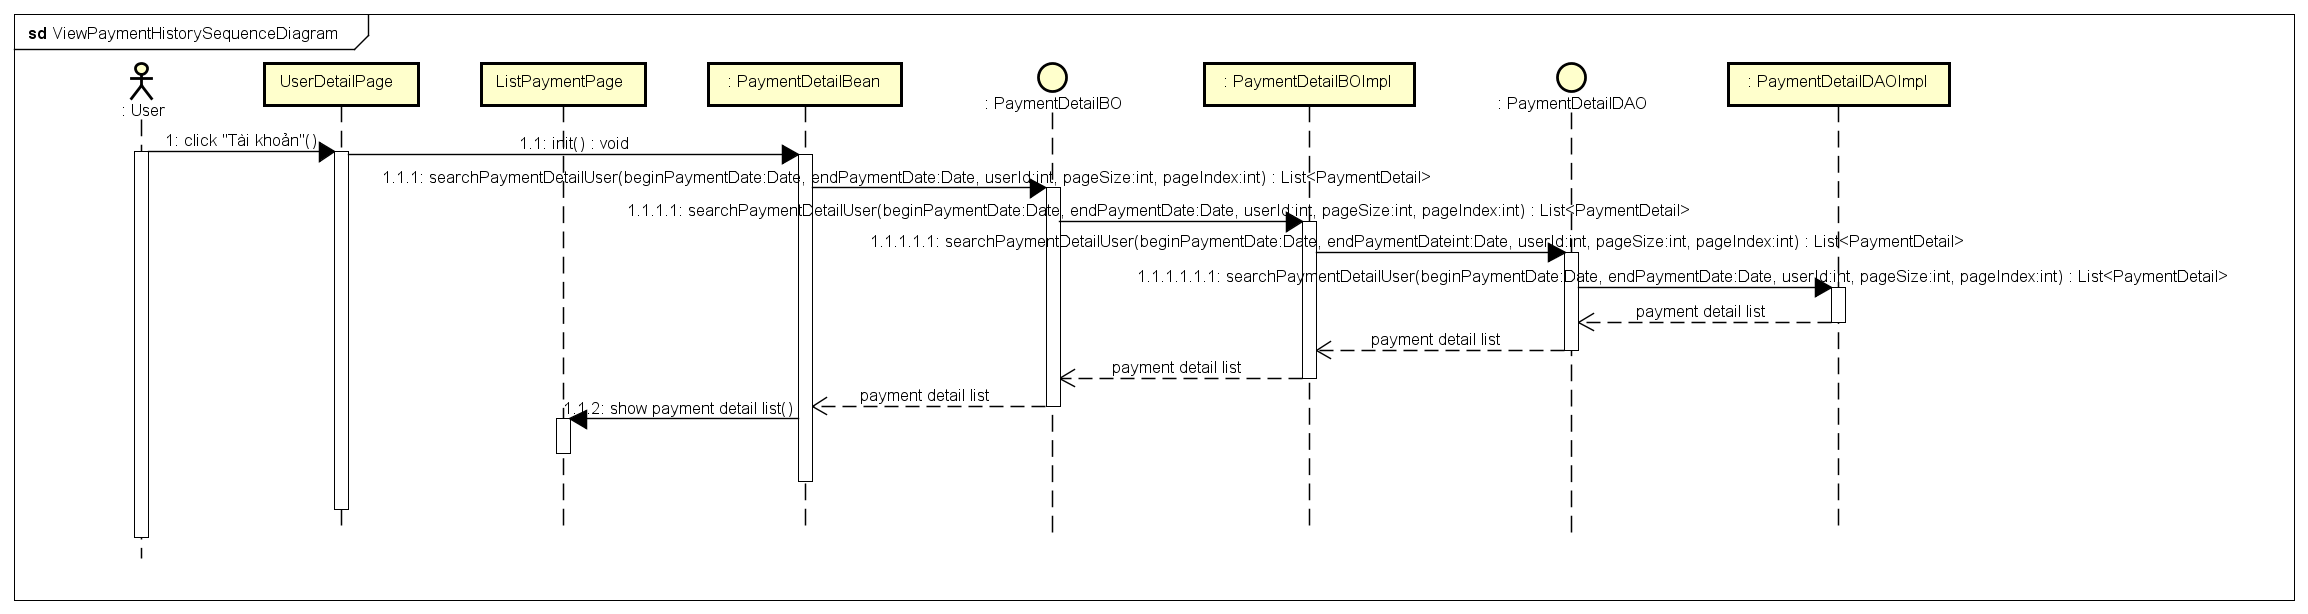 sd ViewPaymentHistorySequenceDiagram
: User
UserDetailPage
ListPaymentPage
: PaymentDetailBean
: PaymentDetailBO
: PaymentDetailBOImpl
: PaymentDetailDAO
: PaymentDetailDAOImpl
1: click "Tài khoản"()
1.1: init() : void
1.1.1: searchPaymentDetailUser(beginPaymentDate:Date, endPaymentDate:Date, userId:int, pageSize:int, pageIndex:int) : List<PaymentDetail>
1.1.1.1: searchPaymentDetailUser(beginPaymentDate:Date, endPaymentDate:Date, userId:int, pageSize:int, pageIndex:int) : List<PaymentDetail>
1.1.1.1.1: searchPaymentDetailUser(beginPaymentDate:Date, endPaymentDateint:Date, userId:int, pageSize:int, pageIndex:int) : List<PaymentDetail>
1.1.1.1.1.1: searchPaymentDetailUser(beginPaymentDate:Date, endPaymentDate:Date, userId:int, pageSize:int, pageIndex:int) : List<PaymentDetail>
payment detail list
payment detail list
payment detail list
payment detail list
1.1.2: show payment detail list()